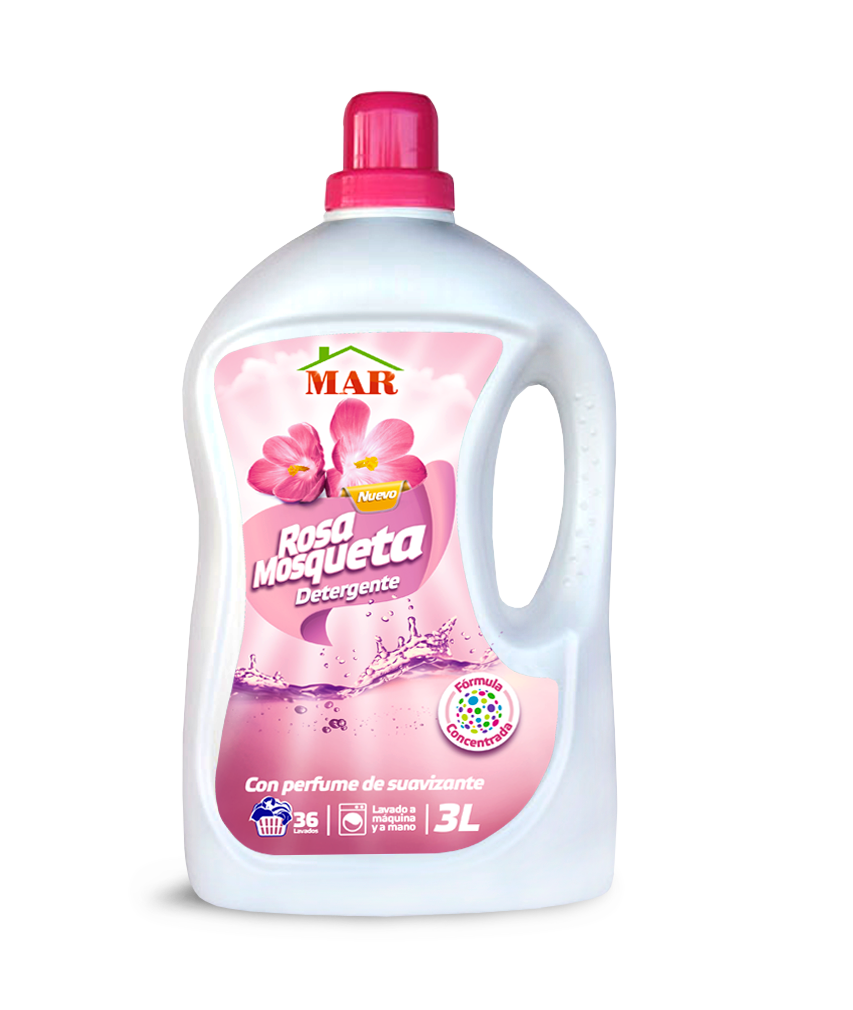 MAR
Nuevo
Rosa
Mosqueta
Detergente
Fórmula
Concentrada
Con perfume de suavizante
36
Lavados
Lavado a
máquina
y a mano
3L